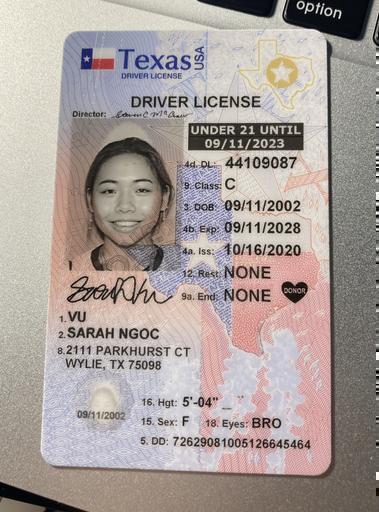 option
Texas USA
DRIVER LICENSE
DRIVER LICENSE
Director:
UNDER 21 UNTIL
09/11/2023
4d. DL: 44109087
9. Class: C
3. DOB: 09/11/2002
4b. Exp: 09/11/2028
4a. Iss: 10/16/2020
12. Rest: NONE
9a. End: NONE DONOR
1. VU
2. SARAH NGOC
8. 2111 PARKHURST CT
WYLIE, TX 75098
09/11/2002
16. Hgt: 5'-04"
15. Sex: F 18. Eyes: BRO
5. DD: 72629081005126645464